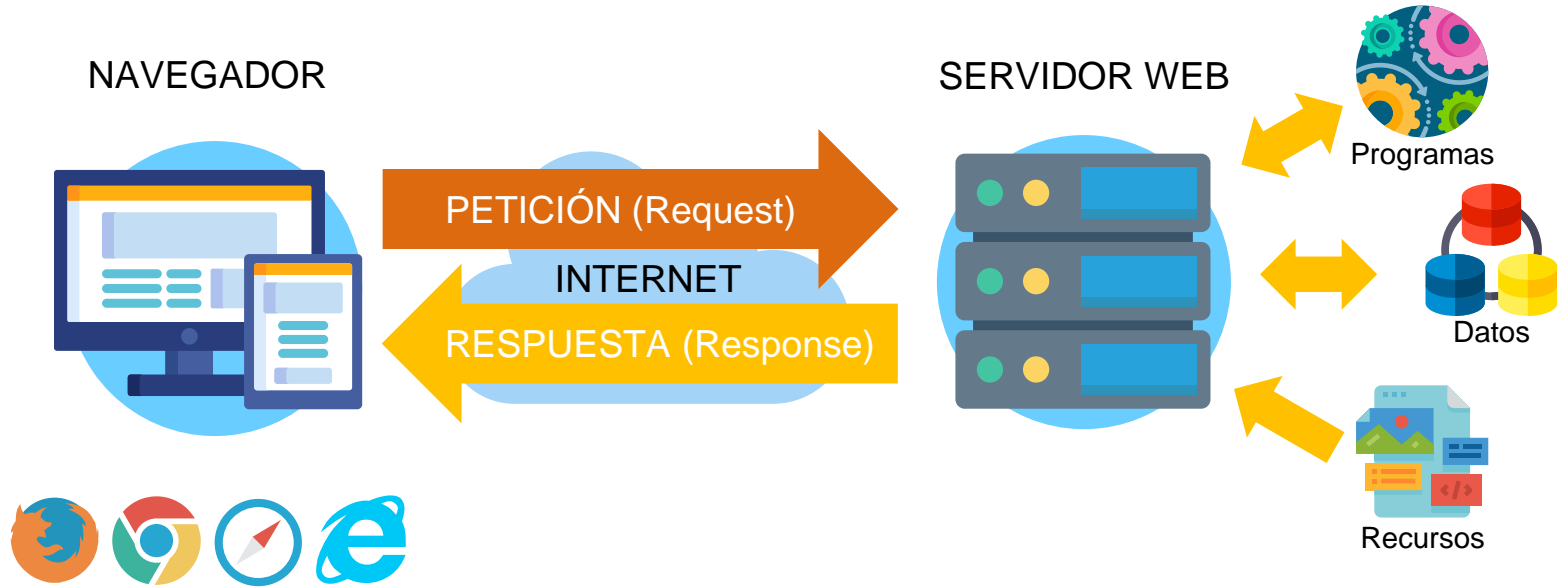 NAVEGADOR
SERVIDOR WEB
PETICIÓN (Request)
INTERNET
RESPUESTA (Response)
Programas
Datos
Recursos